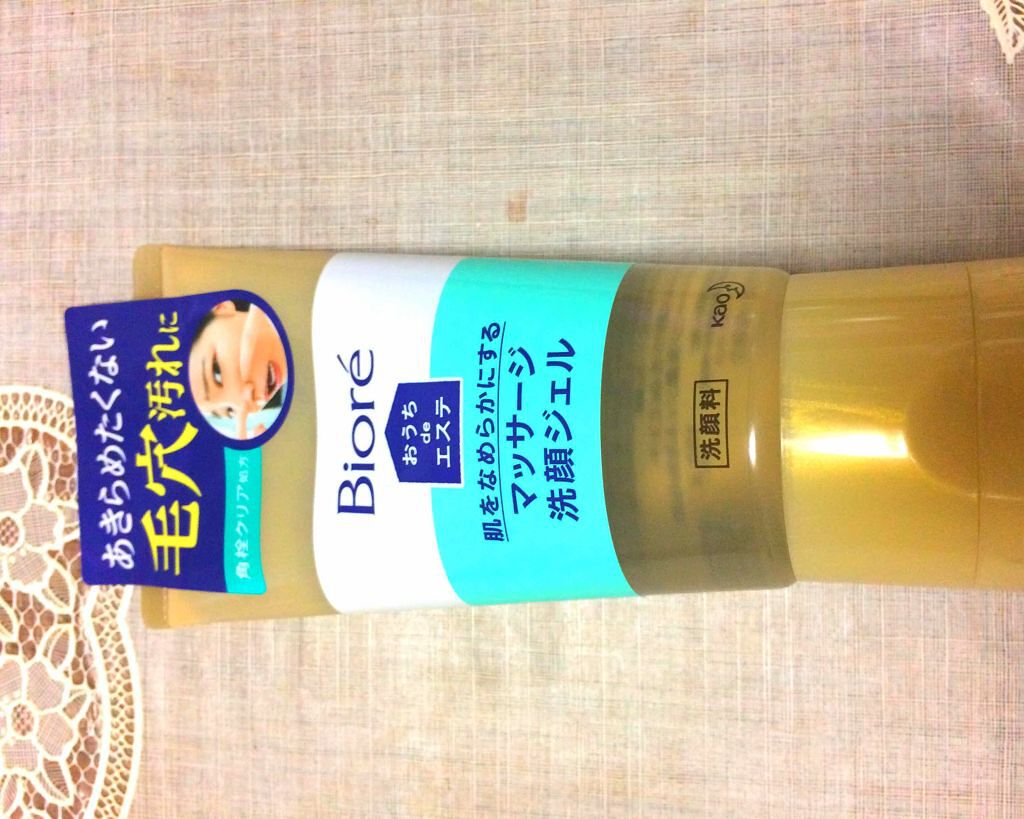 あきらめたくない
毛穴汚れに
角栓クリア処方
Bioré
おうち
de
エステ
肌をなめらかにする
マッサージ
洗顔ジェル
洗顔料
Kao